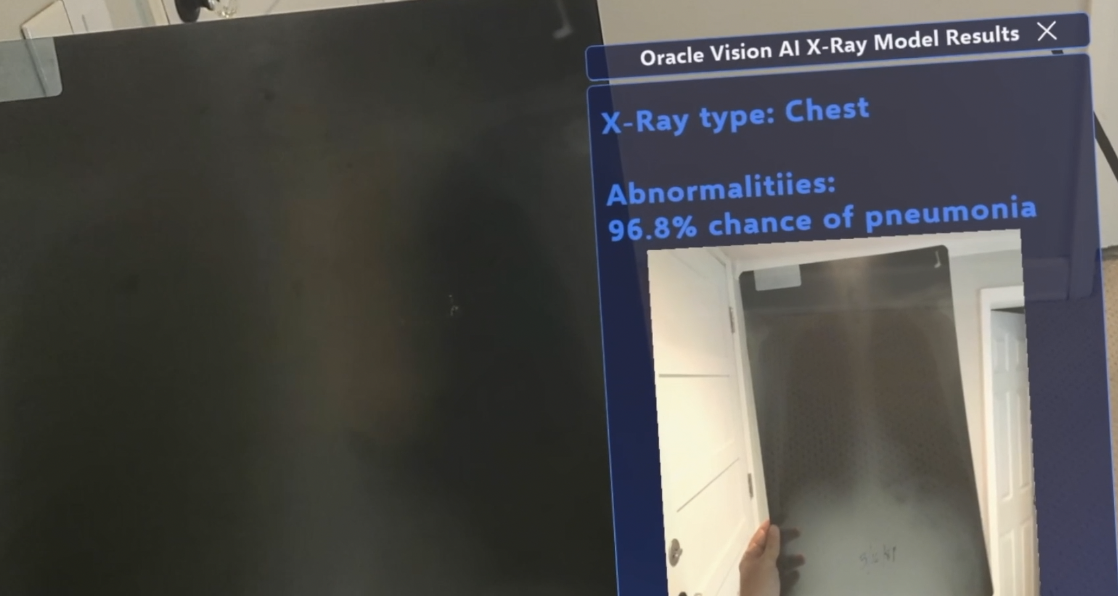 Oracle Vision AI X-Ray Model Results
X-Ray type: Chest
Abnormalitiies:
96.8% chance of pneumonia